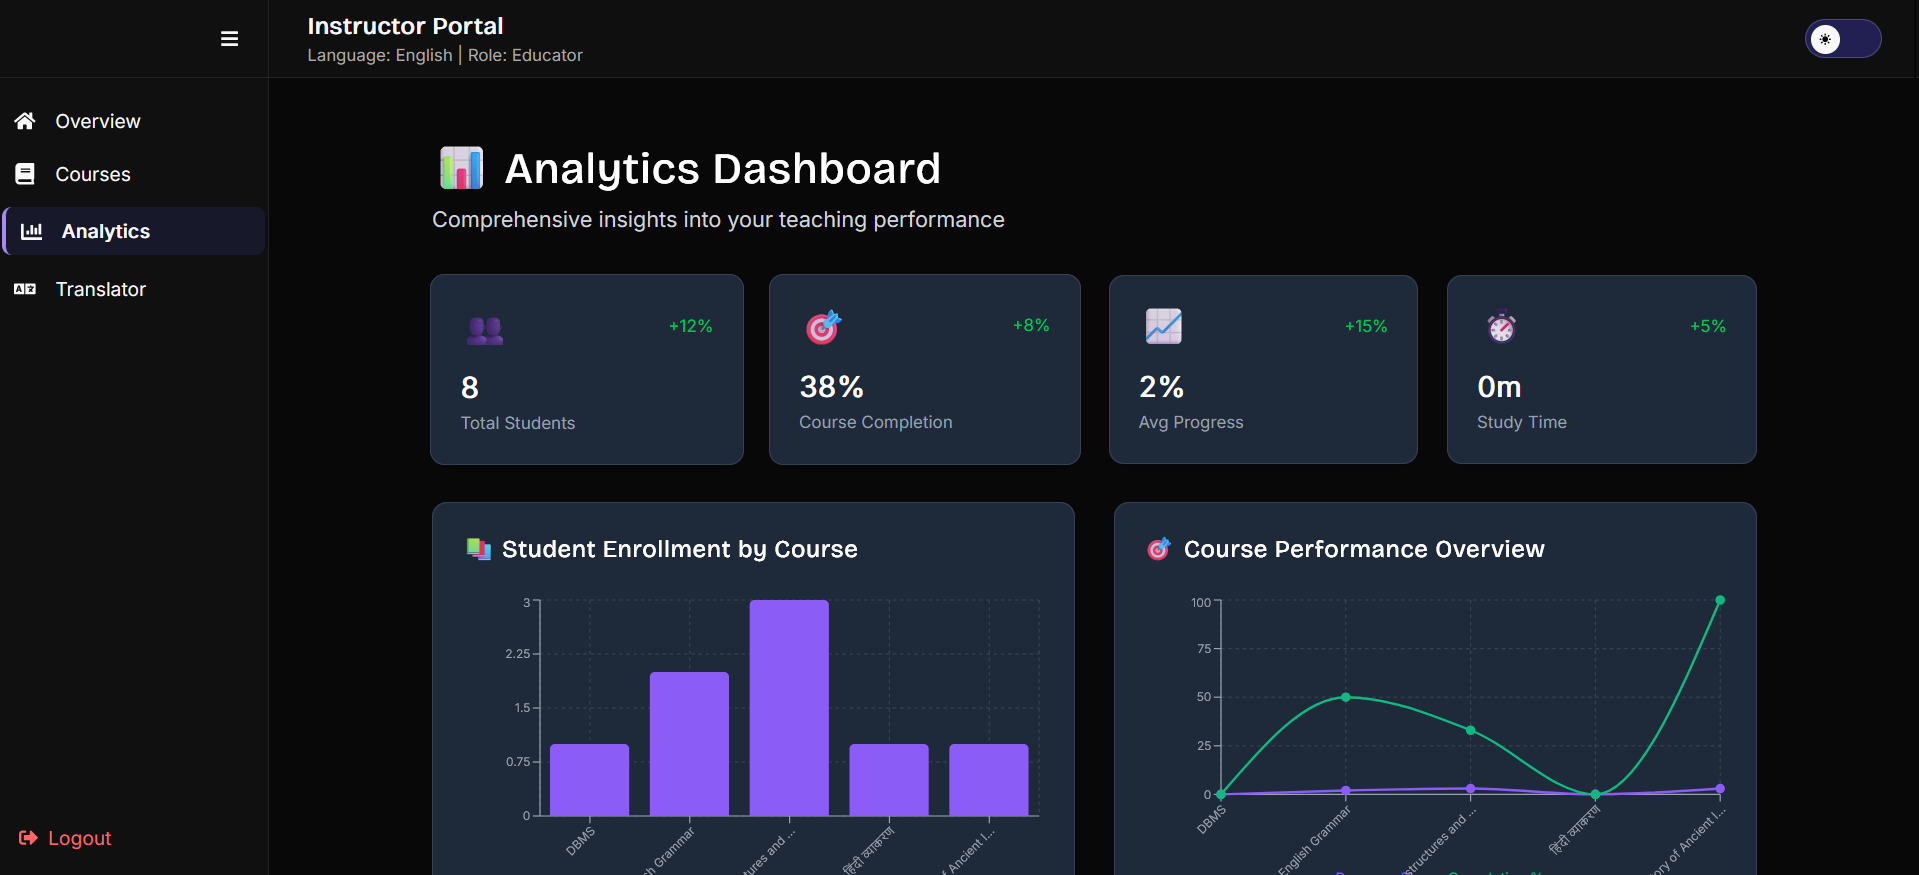 Instructor Portal
Language: English | Role: Educator
Overview
Courses
Analytics
Translator
Logout
Analytics Dashboard
Comprehensive insights into your teaching performance
+12%
8
Total Students
+8%
38%
Course Completion
+15%
2%
Avg Progress
+5%
0m
Study Time
Student Enrollment by Course
3
2.25
1.5
0.75
0
DBMS
Grammar
and ...
हिंदी व्याकरण
Ancient I...
Course Performance Overview
100
75
50
25
0
DBMS
English Grammar
structures and ...
हिंदी व्याकरण
of Ancient I...